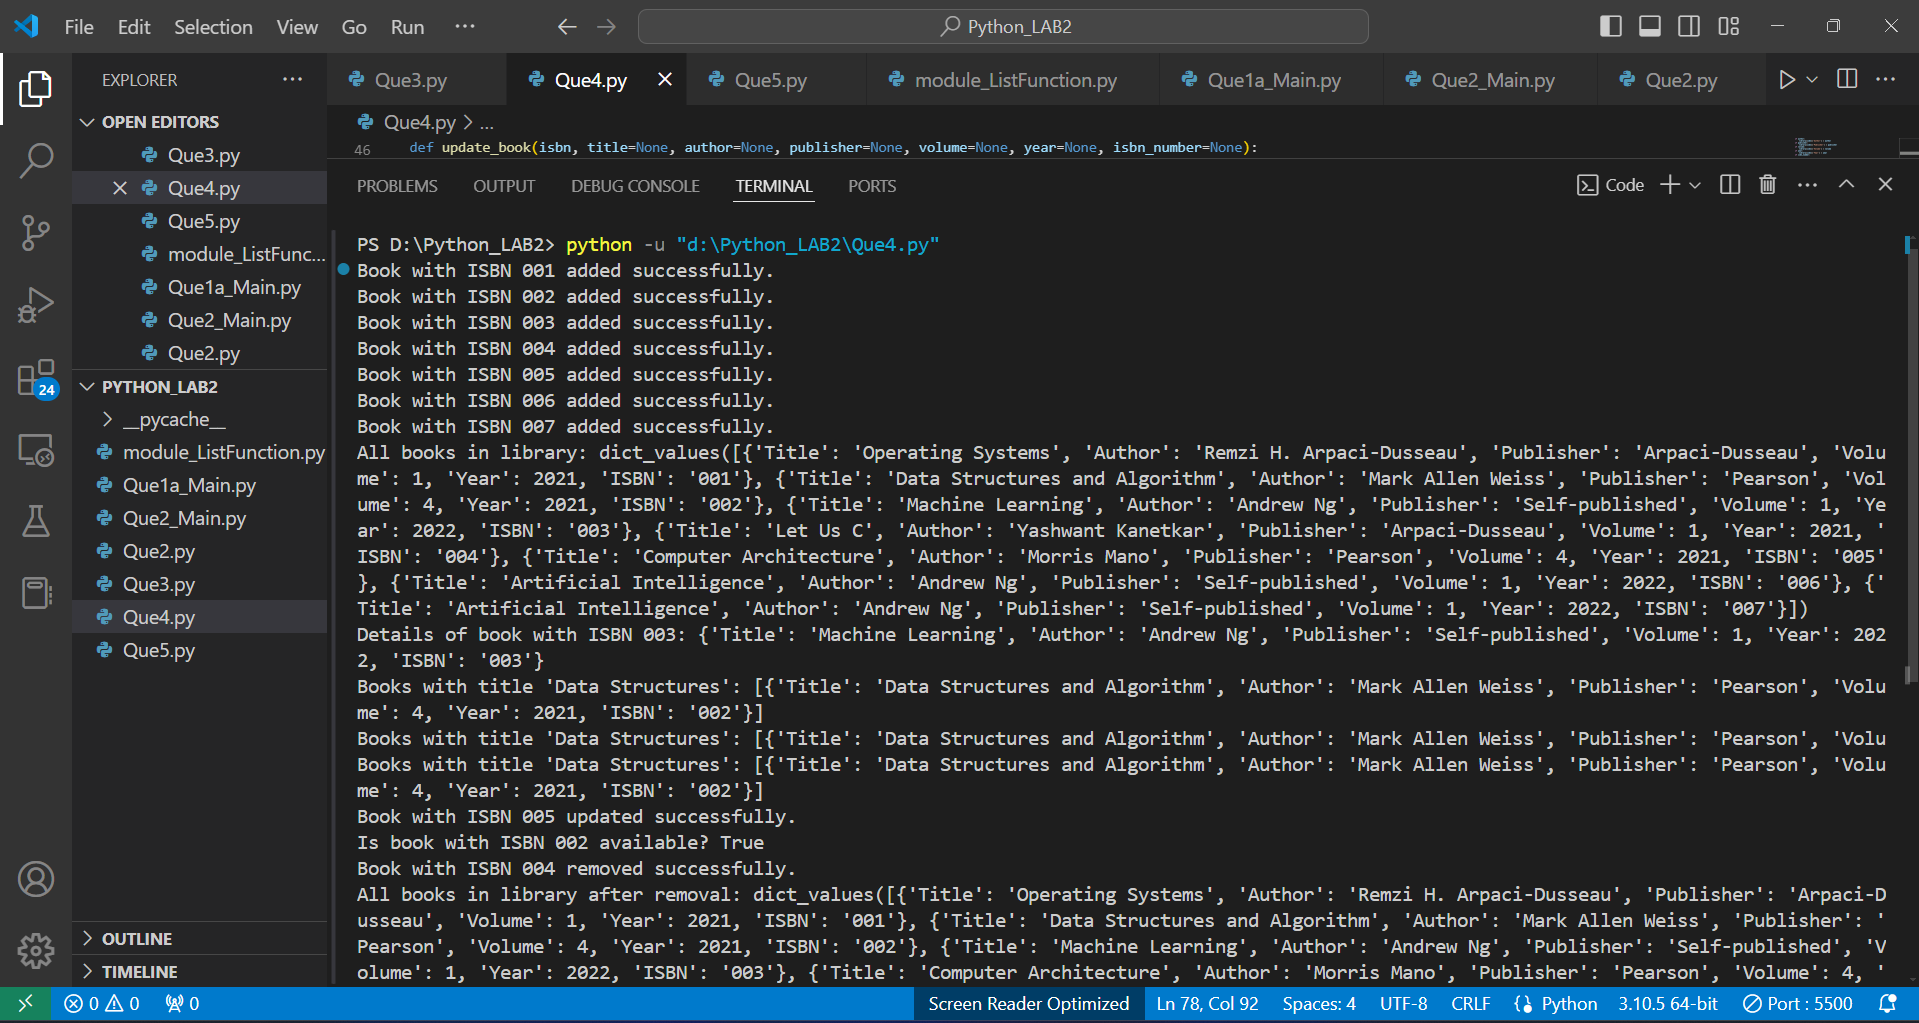 File Edit Selection View Go Run ··· Python_LAB2
EXPLORER ···
OPEN EDITORS
Que3.py
Que4.py
Que5.py
module_ListFunc...
Que1a_Main.py
Que2_Main.py
Que2.py
PYTHON_LAB2
__pycache__
module_ListFunction.py
Que1a_Main.py
Que2_Main.py
Que2.py
Que3.py
Que4.py
Que5.py
OUTLINE
TIMELINE
24
Que3.py Que4.py Que5.py module_ListFunction.py Que1a_Main.py Que2_Main.py Que2.py
Que4.py > ...
46 def update_book(isbn, title=None, author=None, publisher=None, volume=None, year=None, isbn_number=None):
PROBLEMS OUTPUT DEBUG CONSOLE TERMINAL PORTS Code
PS D:\Python_LAB2> python -u "d:\Python_LAB2\Que4.py"
Book with ISBN 001 added successfully.
Book with ISBN 002 added successfully.
Book with ISBN 003 added successfully.
Book with ISBN 004 added successfully.
Book with ISBN 005 added successfully.
Book with ISBN 006 added successfully.
Book with ISBN 007 added successfully.
All books in library: dict_values([{'Title': 'Operating Systems', 'Author': 'Remzi H. Arpaci-Dusseau', 'Publisher': 'Arpaci-Dusseau', 'Volu
me': 1, 'Year': 2021, 'ISBN': '001'}, {'Title': 'Data Structures and Algorithm', 'Author': 'Mark Allen Weiss', 'Publisher': 'Pearson', 'Vol
ume': 4, 'Year': 2021, 'ISBN': '002'}, {'Title': 'Machine Learning', 'Author': 'Andrew Ng', 'Publisher': 'Self-published', 'Volume': 1, 'Ye
ar': 2022, 'ISBN': '003'}, {'Title': 'Let Us C', 'Author': 'Yashwant Kanetkar', 'Publisher': 'Arpaci-Dusseau', 'Volume': 1, 'Year': 2021, '
ISBN': '004'}, {'Title': 'Computer Architecture', 'Author': 'Morris Mano', 'Publisher': 'Pearson', 'Volume': 4, 'Year': 2021, 'ISBN': '005'
}, {'Title': 'Artificial Intelligence', 'Author': 'Andrew Ng', 'Publisher': 'Self-published', 'Volume': 1, 'Year': 2022, 'ISBN': '006'}, {'
Title': 'Artificial Intelligence', 'Author': 'Andrew Ng', 'Publisher': 'Self-published', 'Volume': 1, 'Year': 2022, 'ISBN': '007'}])
Details of book with ISBN 003: {'Title': 'Machine Learning', 'Author': 'Andrew Ng', 'Publisher': 'Self-published', 'Volume': 1, 'Year': 202
2, 'ISBN': '003'}
Books with title 'Data Structures': [{'Title': 'Data Structures and Algorithm', 'Author': 'Mark Allen Weiss', 'Publisher': 'Pearson', 'Volu
me': 4, 'Year': 2021, 'ISBN': '002'}]
Books with title 'Data Structures': [{'Title': 'Data Structures and Algorithm', 'Author': 'Mark Allen Weiss', 'Publisher': 'Pearson', 'Volu
Books with title 'Data Structures': [{'Title': 'Data Structures and Algorithm', 'Author': 'Mark Allen Weiss', 'Publisher': 'Pearson', 'Volu
me': 4, 'Year': 2021, 'ISBN': '002'}]
Book with ISBN 005 updated successfully.
Is book with ISBN 002 available? True
Book with ISBN 004 removed successfully.
All books in library after removal: dict_values([{'Title': 'Operating Systems', 'Author': 'Remzi H. Arpaci-Dusseau', 'Publisher': 'Arpaci-D
usseau', 'Volume': 1, 'Year': 2021, 'ISBN': '001'}, {'Title': 'Data Structures and Algorithm', 'Author': 'Mark Allen Weiss', 'Publisher': '
Pearson', 'Volume': 4, 'Year': 2021, 'ISBN': '002'}, {'Title': 'Machine Learning', 'Author': 'Andrew Ng', 'Publisher': 'Self-published', 'V
olume': 1, 'Year': 2022, 'ISBN': '003'}, {'Title': 'Computer Architecture', 'Author': 'Morris Mano', 'Publisher': 'Pearson', 'Volume': 4, '
0 0 0 Screen Reader Optimized Ln 78, Col 92 Spaces: 4 UTF-8 CRLF Python 3.10.5 64-bit Port : 5500